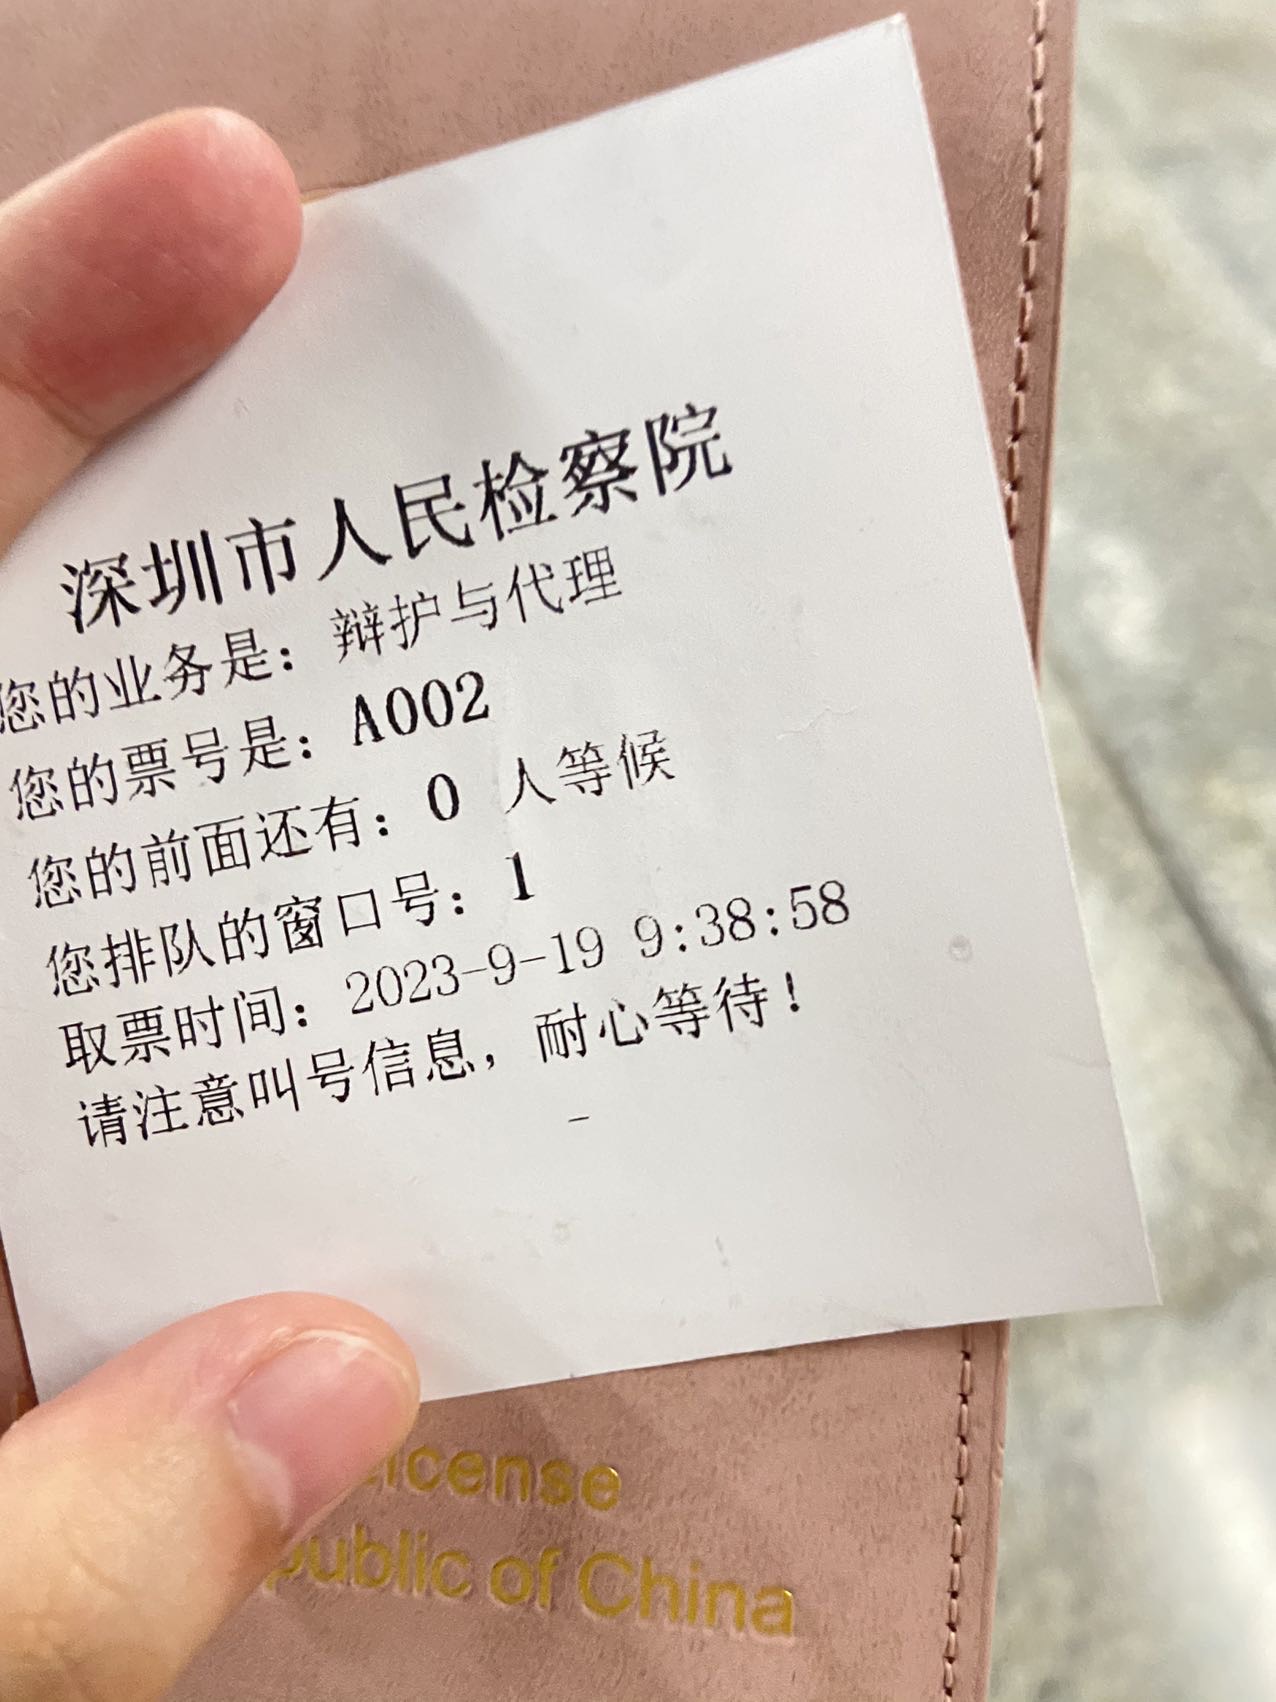 深圳市人民检察院
您的业务是：辩护与代理
您的票号是：A002
您的前面还有：0 人等候
您排队的窗口号：1
取票时间：2023-9-19 9:38:58
请注意叫号信息，耐心等待！
-
icense
public of China